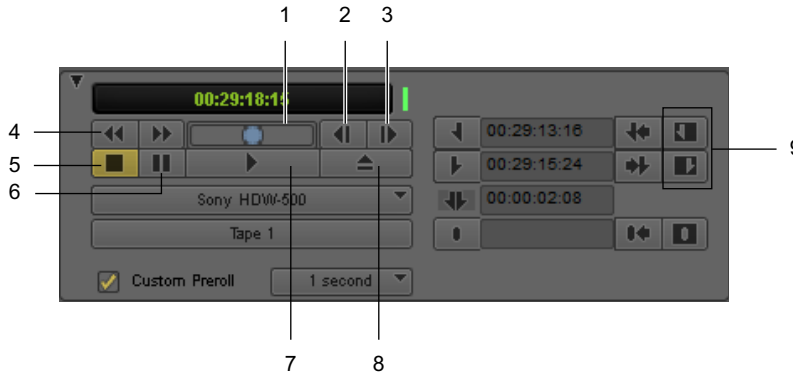 1 2 3
00:29:18:15
4
00:29:13:16
5
00:29:15:24
6
Sony HDW-500
00:00:02:08
Tape 1
Custom Preroll 1 second
7 8
9